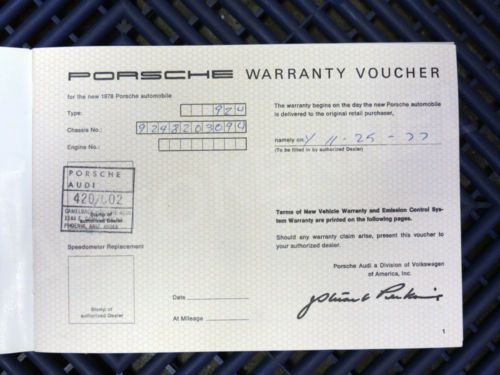 PORSCHE WARRANTY VOUCHER
for the new 1978 Porsche automobile
Type: 924
Chassis No.: 9248203094
Engine No.:
PORSCHE
AUDI
420/602
Stamp of
authorized Dealer
PHOENIX, ARIZ.
Speedometer Replacement
Stamp of
authorized Dealer
Date
At Mileage
The warranty begins on the day the new Porsche automobile
is delivered to the original retail purchaser,
namely on: 11-25-77
(To be filled in by authorized Dealer)
Terms of New Vehicle Warranty and Emission Control Sys-
tem Warranty are printed on the following pages.
Should any warranty claim arise, present this voucher to
your authorized dealer.
Porsche Audi a Division of Volkswagen
of America, Inc.
1